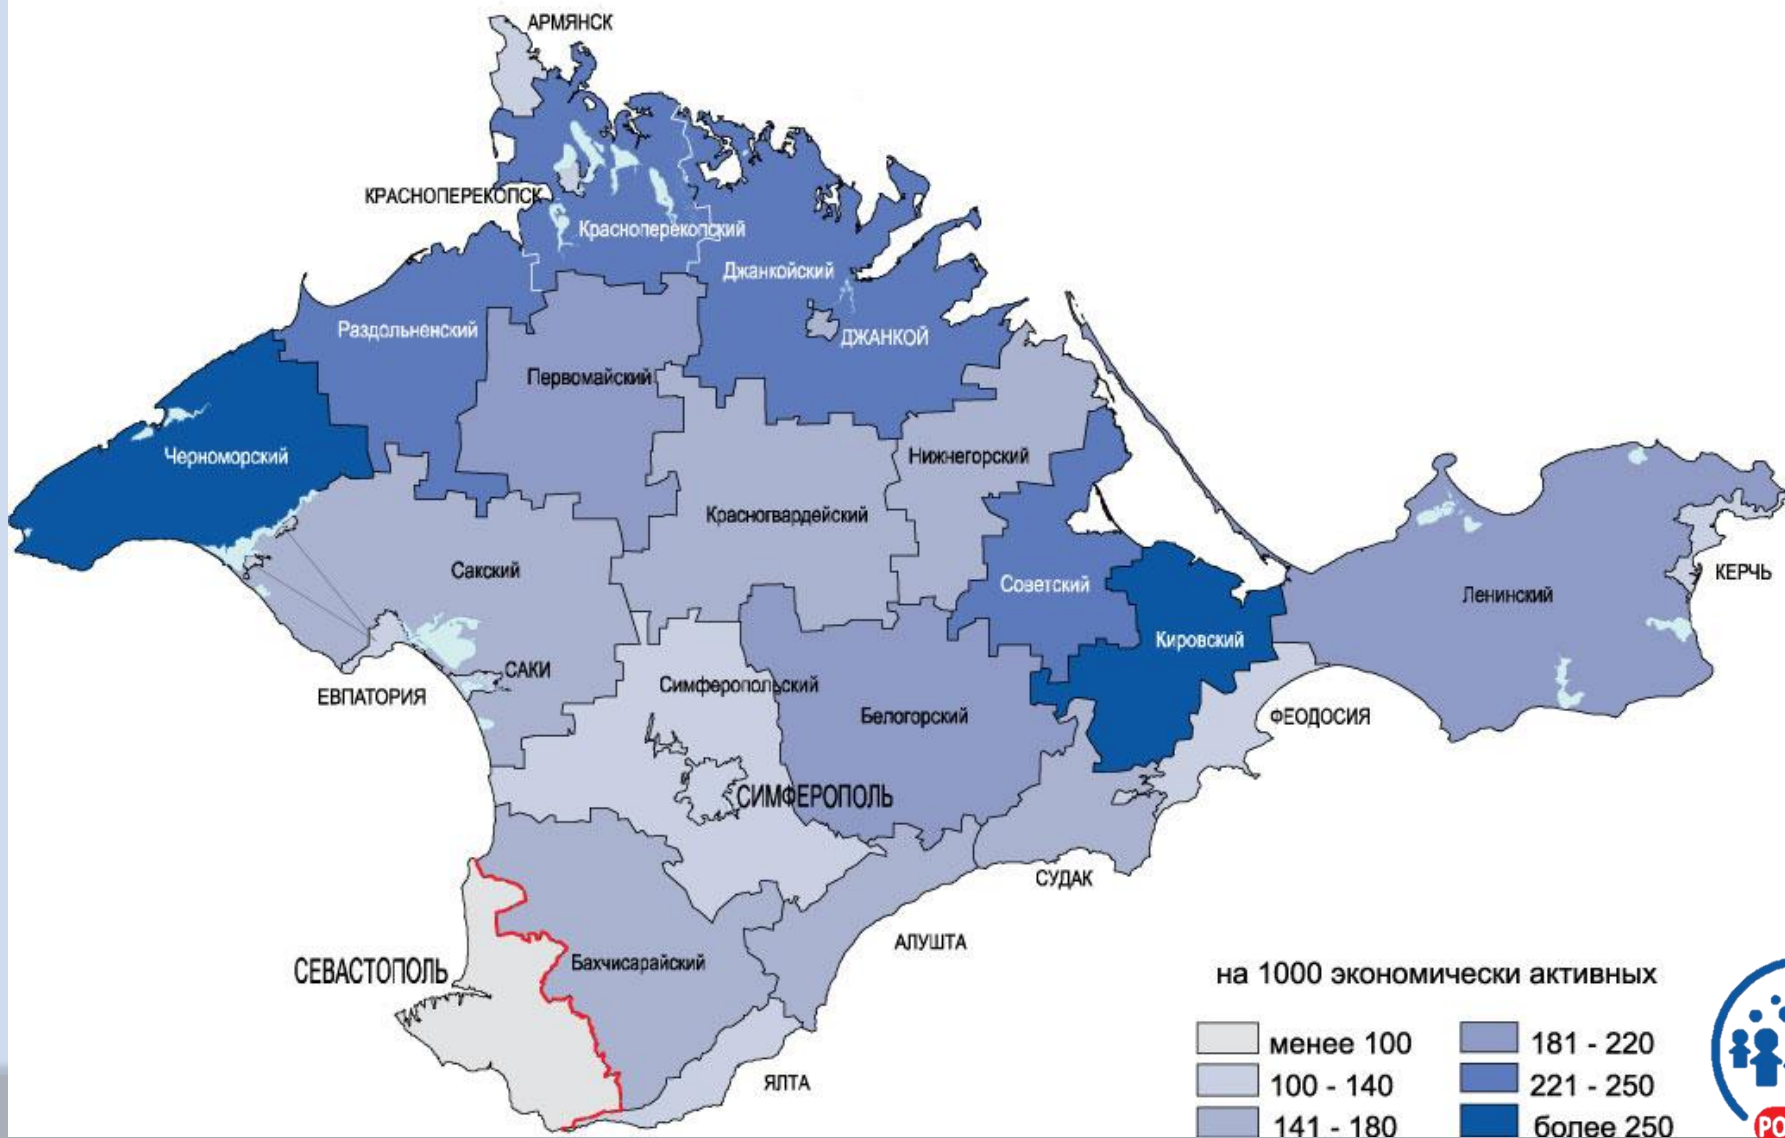 АРМЯНСК
КРАСНОПЕРЕКОПСК
Красноперекопский
Джанкойский
Раздольненский
ДЖАНКОЙ
Первомайский
Черноморский
Нижнегорский
Красногвардейский
Сакский
Советский
Ленинский
КЕРЧЬ
Кировский
САКИ
ЕВПАТОРИЯ
Симферопольский
Белогорский
ФЕОДОСИЯ
СИМФЕРОПОЛЬ
СУДАК
АЛУШТА
СЕВАСТОПОЛЬ
Бахчисарайский
ЯЛТА
на 1000 экономически активных
менее 100
181 - 220
100 - 140
221 - 250
141 - 180
более 250